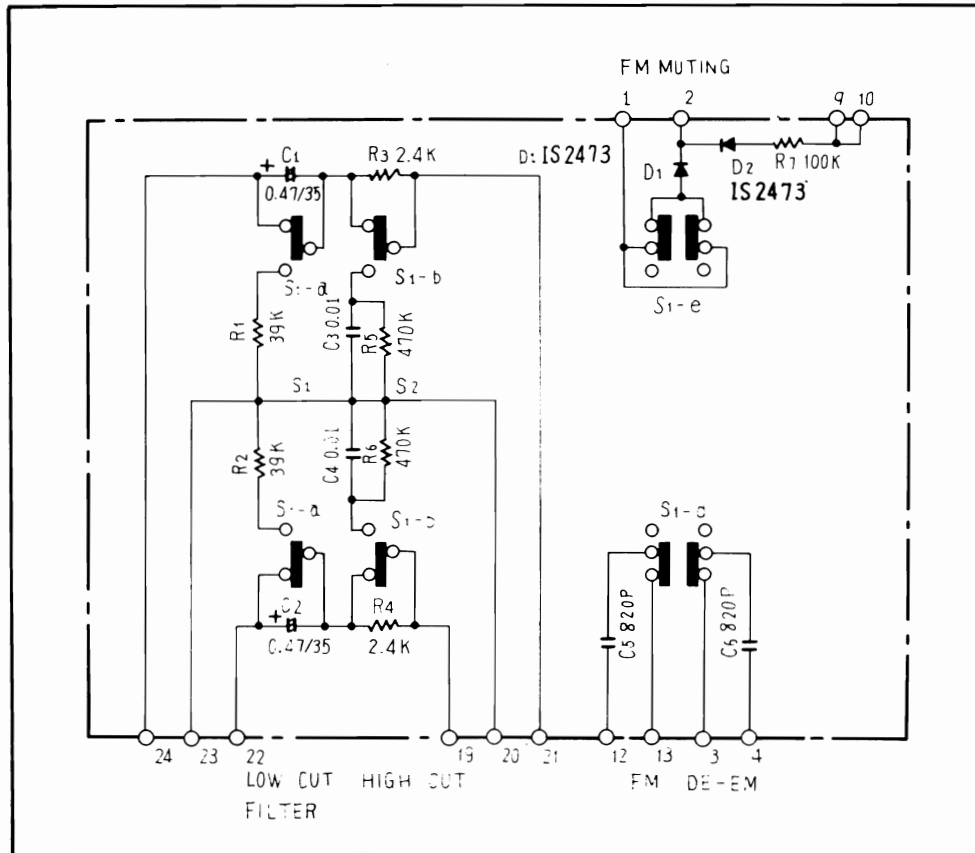 FM MUTING
1 2 9 10
C1
+
0.47/35
R3 2.4K
D: IS2473
D1
D2
IS2473
R7 100K
S1-a
S1-b
S1-e
R1
39K
C3 0.01
R5
470K
S1
S2
R2
39K
C4 0.01
R6
470K
S1-a
S1-b
+
C2
0.47/35
R4
2.4K
C5 820P
C6 820P
24 23 22 19 20 21 12 13 3 4
LOW CUT HIGH CUT
FILTER
FM DE-EM